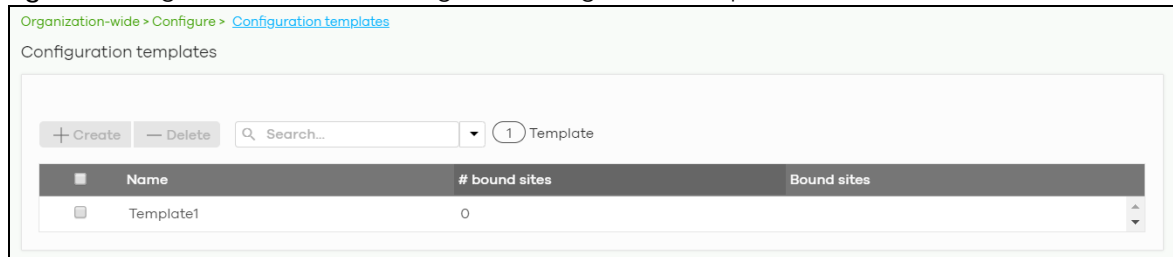 Organization-wide > Configure > Configuration templates
Configuration templates
+ Create — Delete Search... 1 Template
Name # bound sites Bound sites
Template1 0